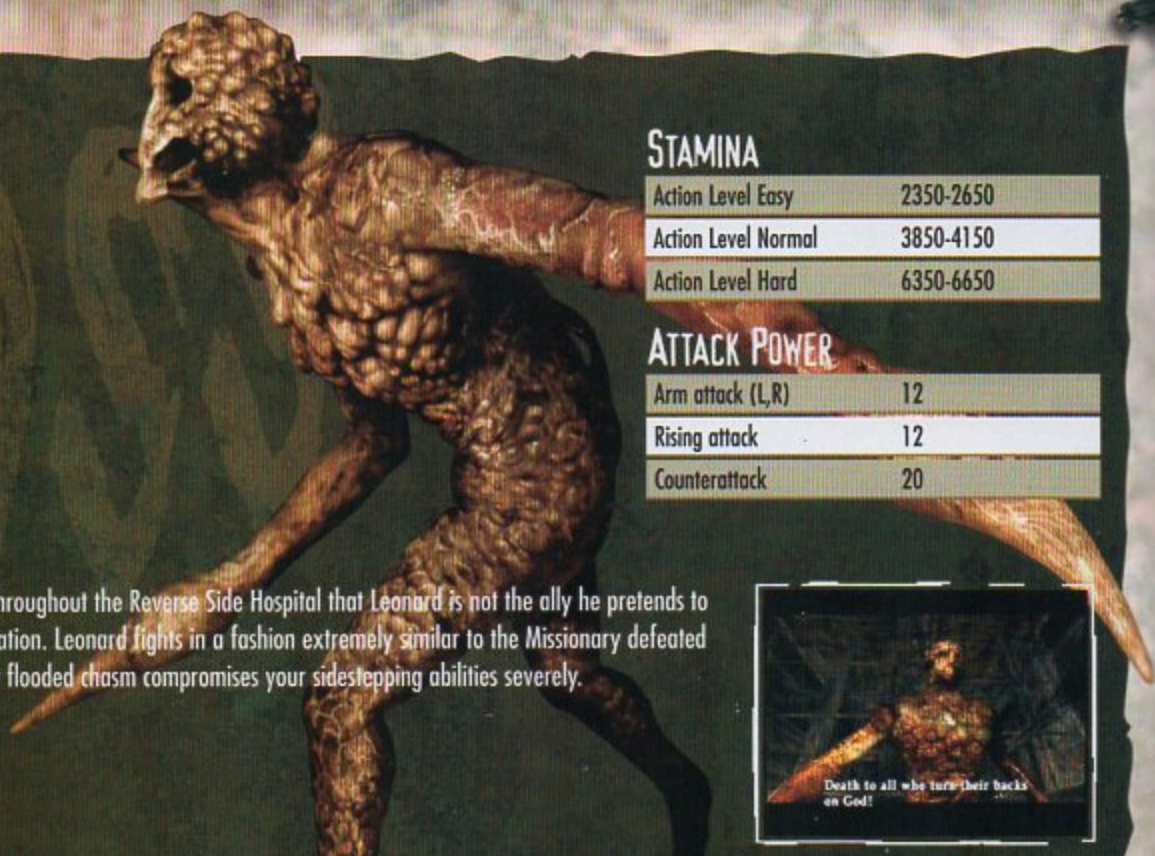 STAMINA
Action Level Easy 2350-2650
Action Level Normal 3850-4150
Action Level Hard 6350-6650
ATTACK POWER
Arm attack (L,R) 12
Rising attack 12
Counterattack 20
hroughout the Reverse Side Hospital that Leonard is not the ally he pretends to
ation. Leonard fights in a fashion extremely similar to the Missionary defeated
flooded chasm compromises your sidestepping abilities severely.
Death to all who turn their backs
on God!